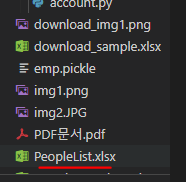 account.py
download_img1.png
download_sample.xlsx
emp.pickle
img1.png
img2.JPG
PDF문서.pdf
PeopleList.xlsx